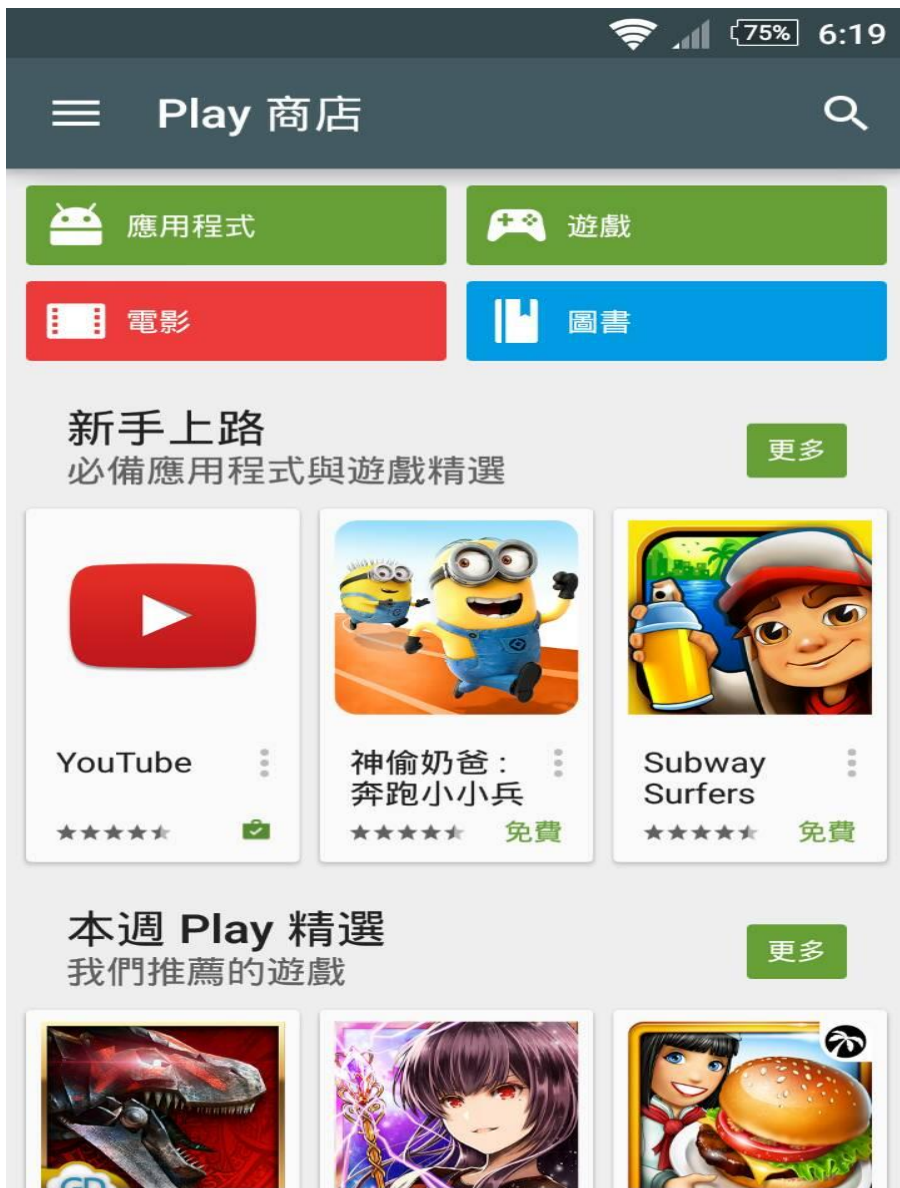 75% 6:19
Play 商店
應用程式
遊戲
電影
圖書
新手上路
必備應用程式與遊戲精選
更多
YouTube
神偷奶爸：
奔跑小小兵
免費
Subway
Surfers
免費
本週 Play 精選
我們推薦的遊戲
更多